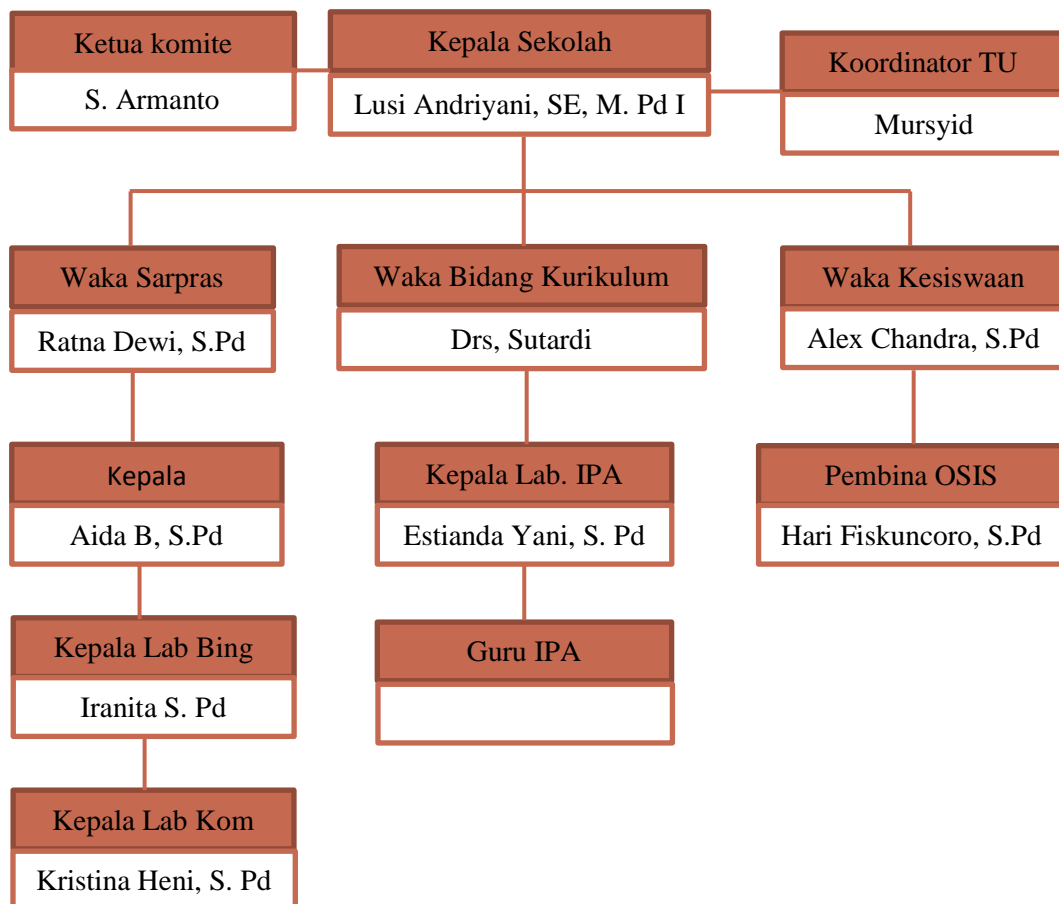 Ketua komite
S. Armanto
Kepala Sekolah
Lusi Andriyani, SE, M. Pd I
Koordinator TU
Mursyid
Waka Sarpras
Ratna Dewi, S.Pd
Waka Bidang Kurikulum
Drs, Sutardi
Waka Kesiswaan
Alex Chandra, S.Pd
Kepala
Aida B, S.Pd
Kepala Lab. IPA
Estianda Yani, S. Pd
Pembina OSIS
Hari Fiskuncoro, S.Pd
Kepala Lab Bing
Iranita S. Pd
Guru IPA
Kepala Lab Kom
Kristina Heni, S. Pd